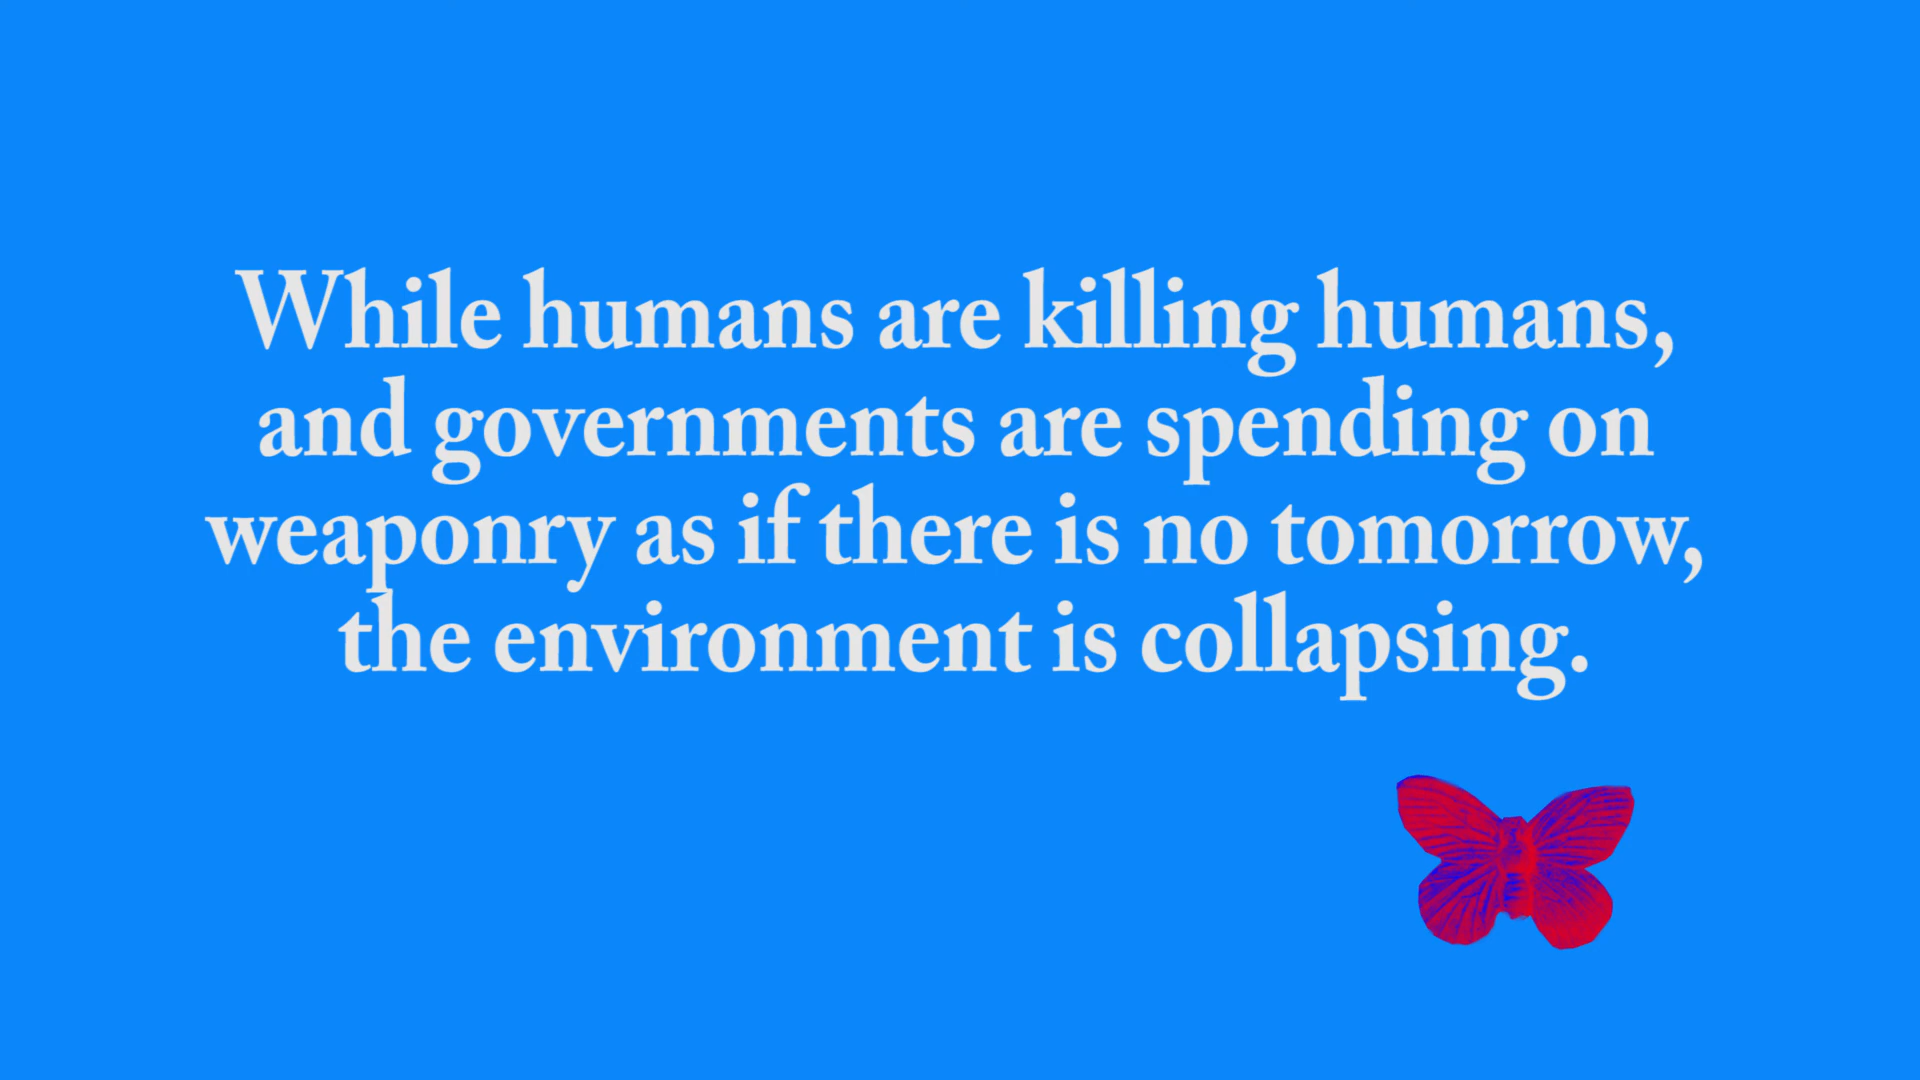 While humans are killing humans,
and governments are spending on
weaponry as if there is no tomorrow,
the environment is collapsing.